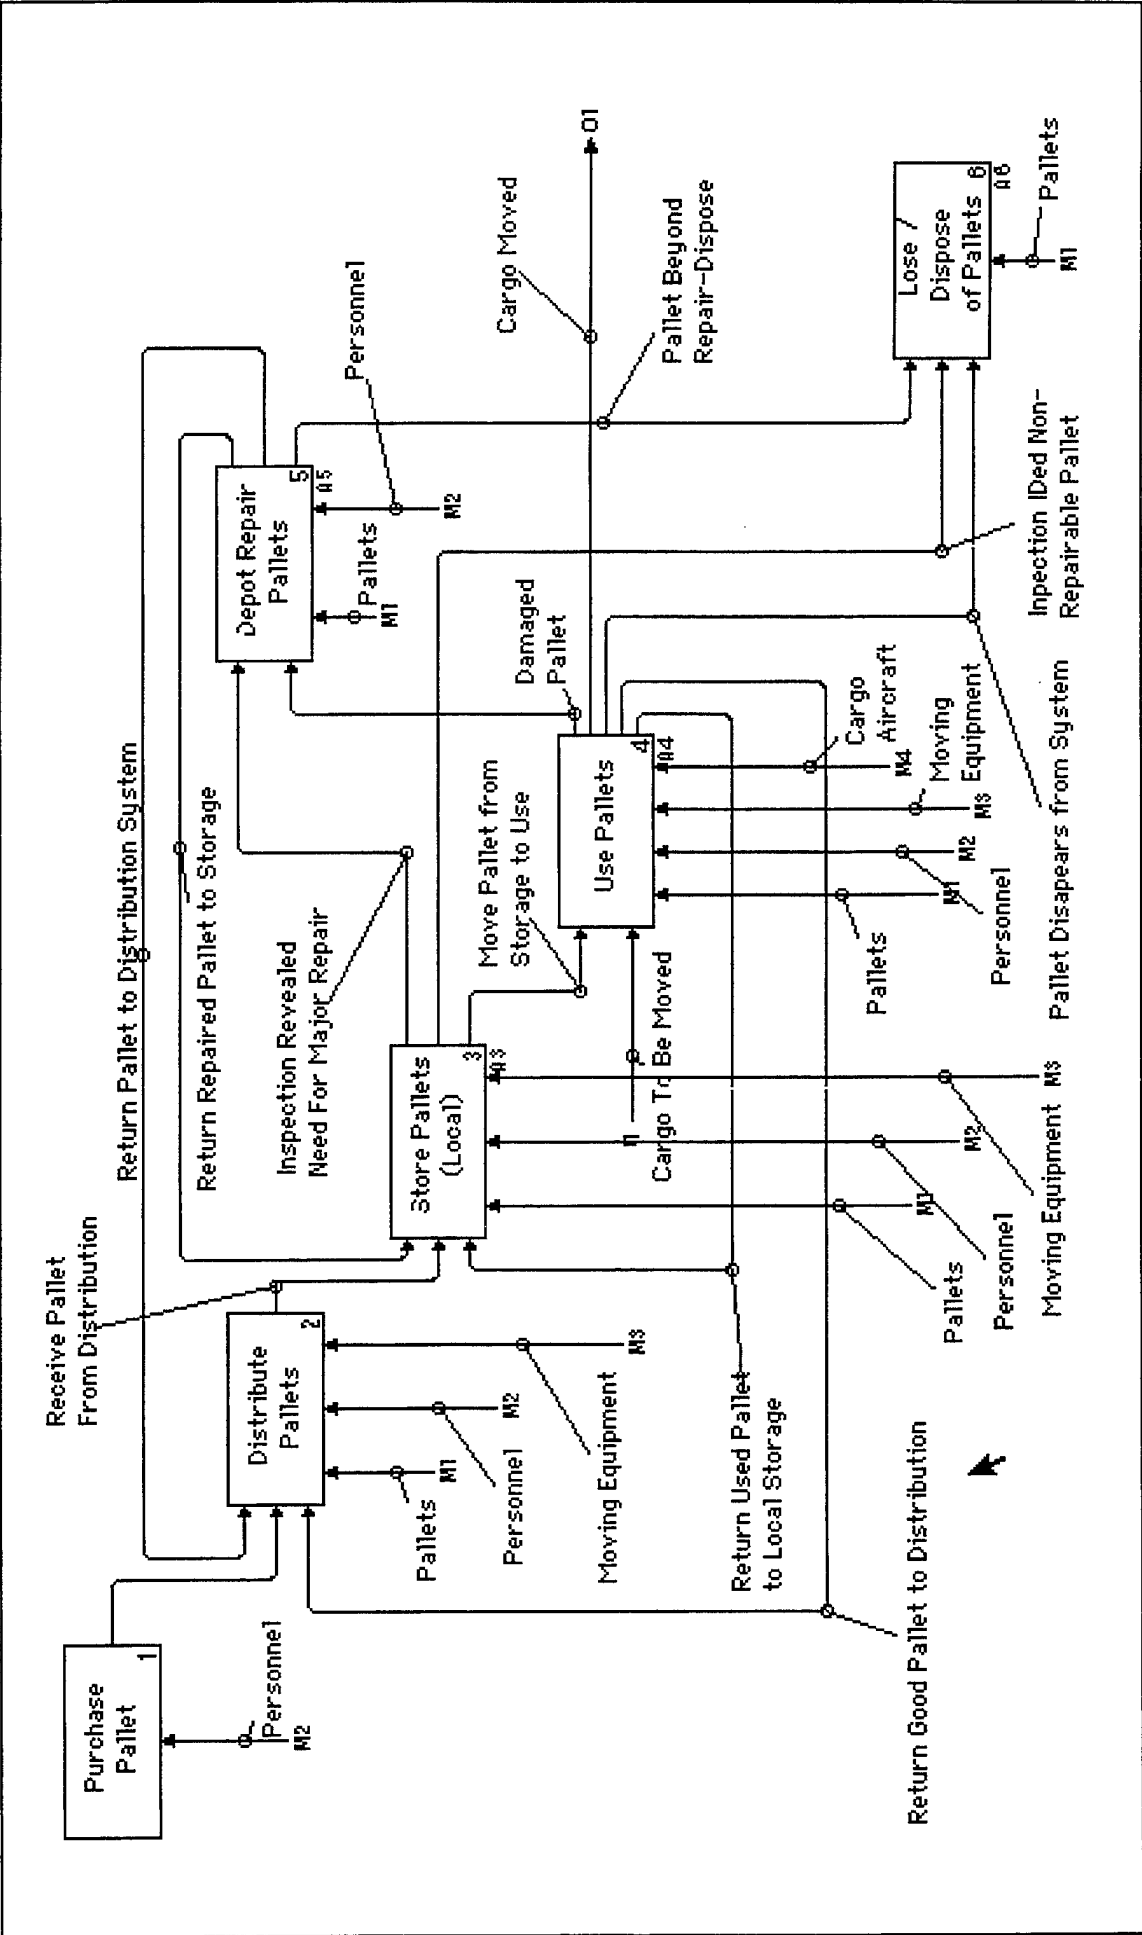 Purchase
Pallet
1
Personnel
M2
Receive Pallet
From Distribution
Distribute
Pallets
2
Pallets
M1
Personnel
M2
Moving Equipment
M3
Return Pallet to Distribution System
Return Repaired Pallet to Storage
Inspection Revealed
Need For Major Repair
Store Pallets
(Local)
3
A3
Pallets
M1
Personnel
M2
Moving Equipment
M3
Move Pallet from
Storage to Use
Cargo To Be Moved
I1
Use Pallets
4
A4
Pallets
M1
Personnel
M2
Moving
Equipment
M3
Cargo
Aircraft
M4
Damaged
Pallet
Depot Repair
Pallets
5
A5
Pallets
M1
Personnel
M2
Cargo Moved
O1
Pallet Beyond
Repair-Dispose
Lose /
Dispose
of Pallets
6
A6
Pallets
M1
Inpection IDed Non-
Repairable Pallet
Pallet Disapears from System
Return Used Pallet
to Local Storage
Return Good Pallet to Distribution